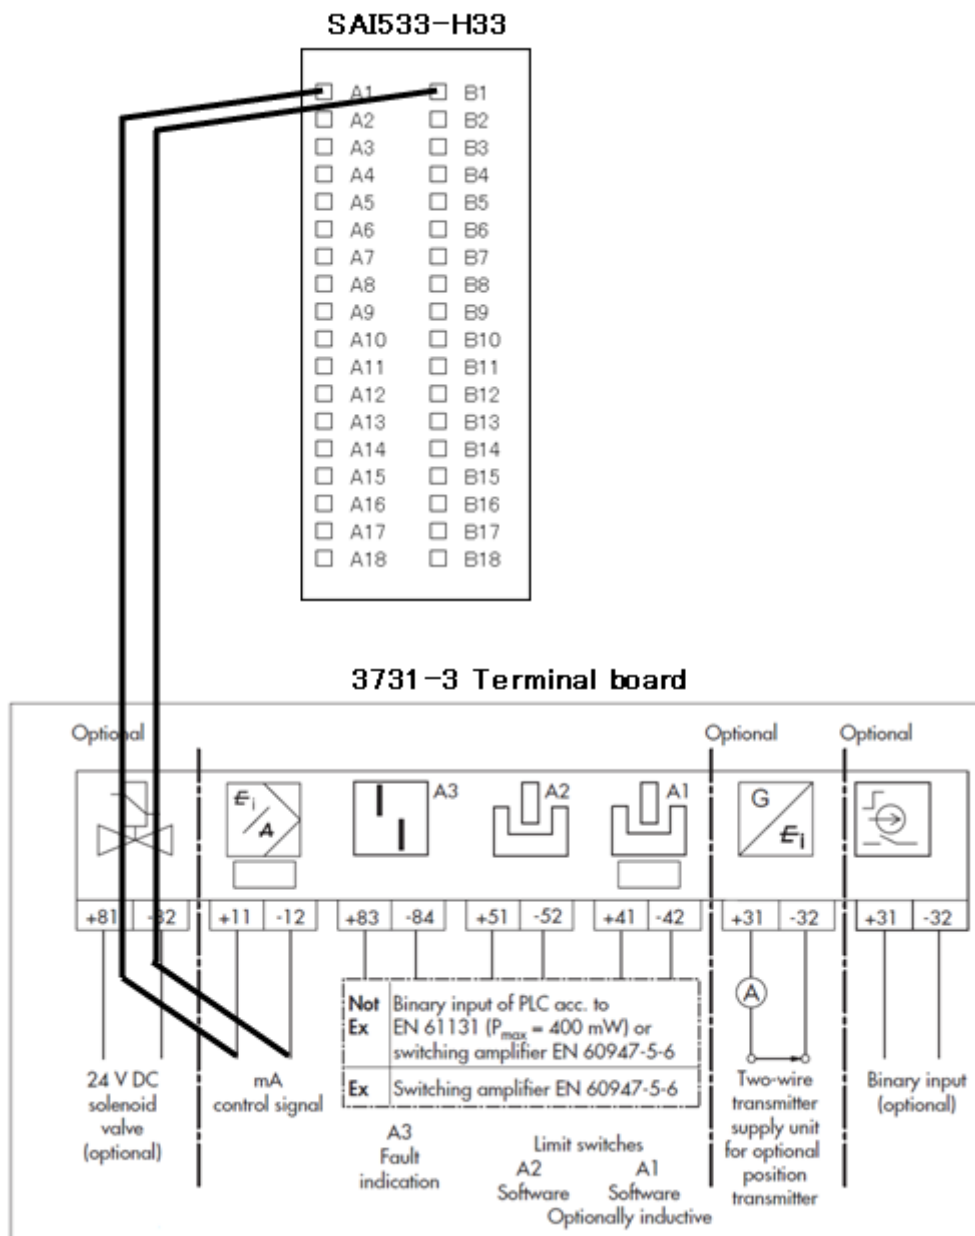 SAI533-H33
A1 B1
A2 B2
A3 B3
A4 B4
A5 B5
A6 B6
A7 B7
A8 B8
A9 B9
A10 B10
A11 B11
A12 B12
A13 B13
A14 B14
A15 B15
A16 B16
A17 B17
A18 B18
3731-3 Terminal board
Optional
Optional
Optional
E i / A
A3
A2
A1
G
E i
+81 -82 +11 -12 +83 -84 +51 -52 +41 -42 +31 -32 +31 -32
Not Ex
Binary input of PLC acc. to
EN 61131 (Pmax = 400 mW) or
switching amplifier EN 60947-5-6
Ex Switching amplifier EN 60947-5-6
A
24 V DC
solenoid
valve
(optional)
mA
control signal
A3
Fault
indication
Limit switches
A2
Software
A1
Software
Optionally inductive
Two-wire
transmitter
supply unit
for optional
position
transmitter
Binary input
(optional)